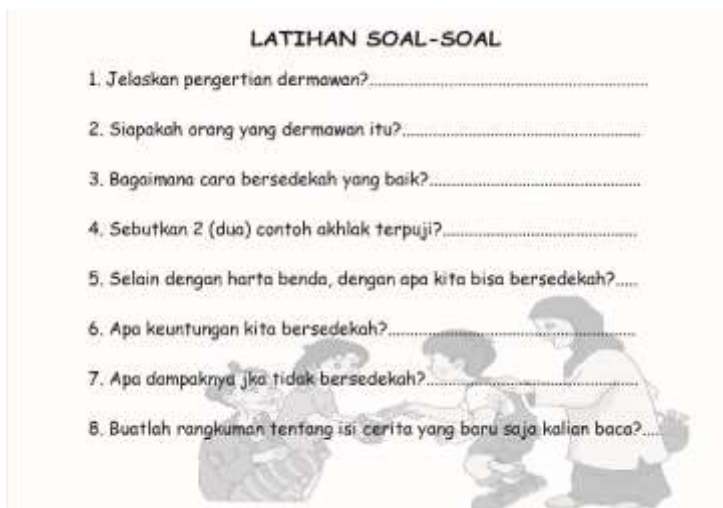 LATIHAN SOAL-SOAL
1. Jelaskan pengertian dermawan?..........................................................
2. Siapakah orang yang dermawan itu?..................................................
3. Bagaimana cara bersedekah yang baik?............................................
4. Sebutkan 2 (dua) contoh akhlak terpuji?.........................................
5. Selain dengan harta benda, dengan apa kita bisa bersedekah?.....
6. Apa keuntungan kita bersedekah?....................................................
7. Apa dampaknya jka tidak bersedekah?............................................
8. Buatlah rangkuman tentang isi cerita yang baru saja kalian baca?.....